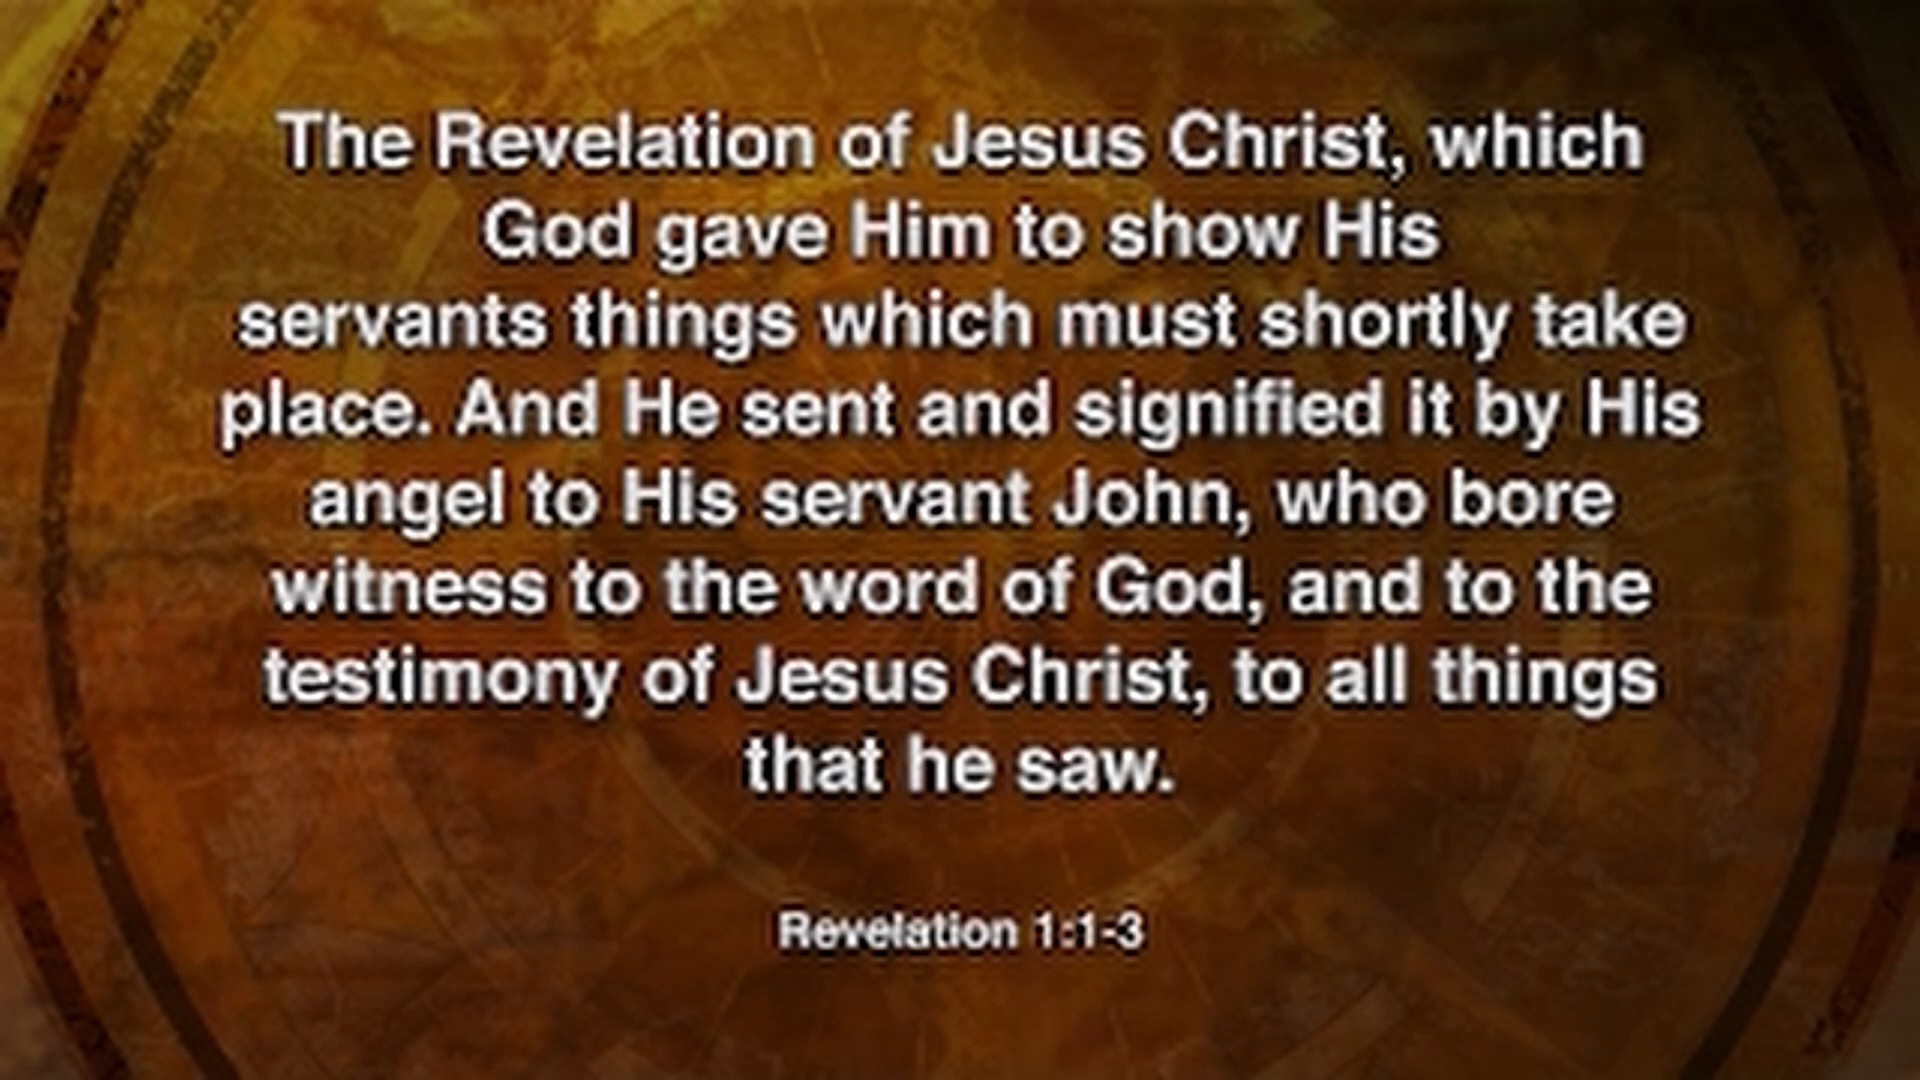 The Revelation of Jesus Christ, which
God gave Him to show His
servants things which must shortly take
place. And He sent and signified it by His
angel to His servant John, who bore
witness to the word of God, and to the
testimony of Jesus Christ, to all things
that he saw.
Revelation 1:1-3